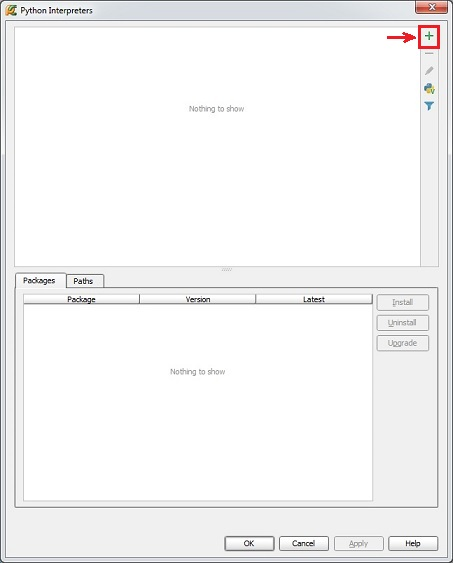 Python Interpreters
Nothing to show
Packages
Paths
Package Version Latest
Install
Uninstall
Upgrade
Nothing to show
OK Cancel Apply Help